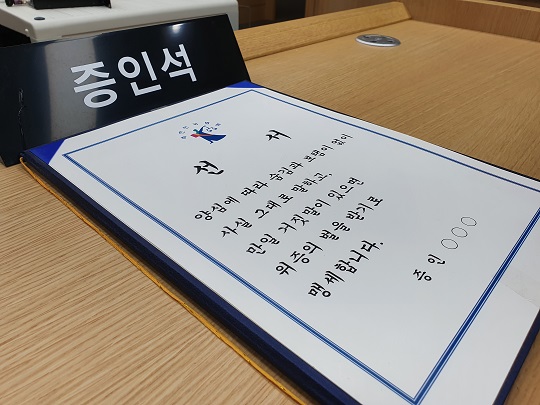 증인석
선 서
양심에 따라 숨김과 보탬이 없이
사실 그대로 말하고,
만일 거짓말이 있으면
위증의 벌을 받기로
맹세합니다.
증 인 ○○○